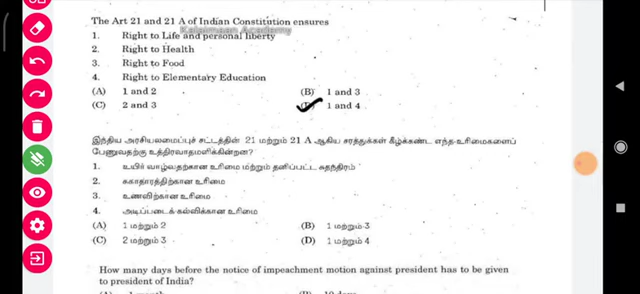 The Art 21 and 21 A of Indian Constitution ensures
Kalaimaan Academy
1. Right to Life and personal liberty
2. Right to Health
3. Right to Food
4. Right to Elementary Education
(A) 1 and 2 (B) 1 and 3
(C) 2 and 3 1 and 4
இந்திய அரசியலமைப்புச் சட்டத்தின் 21 மற்றும் 21 A ஆகிய சரத்துக்கள் கீழ்க்கண்ட எந்த உரிமைகளைப்
பேணுவதற்கு உத்திரவாதமளிக்கின்றன?
1. உயிர் வாழ்வதற்கான உரிமை மற்றும் தனிப்பட்ட சுதந்திரம்
2. சுகாதாரத்திற்கான உரிமை
3. உணவிற்கான உரிமை
4. அடிப்படைக் கல்விக்கான உரிமை
(A) 1 மற்றும் 2 (B) 1 மற்றும் 3
(C) 2 மற்றும் 3 (D) 1 மற்றும் 4
How many days before the notice of impeachment motion against president has to be given
to president of India?